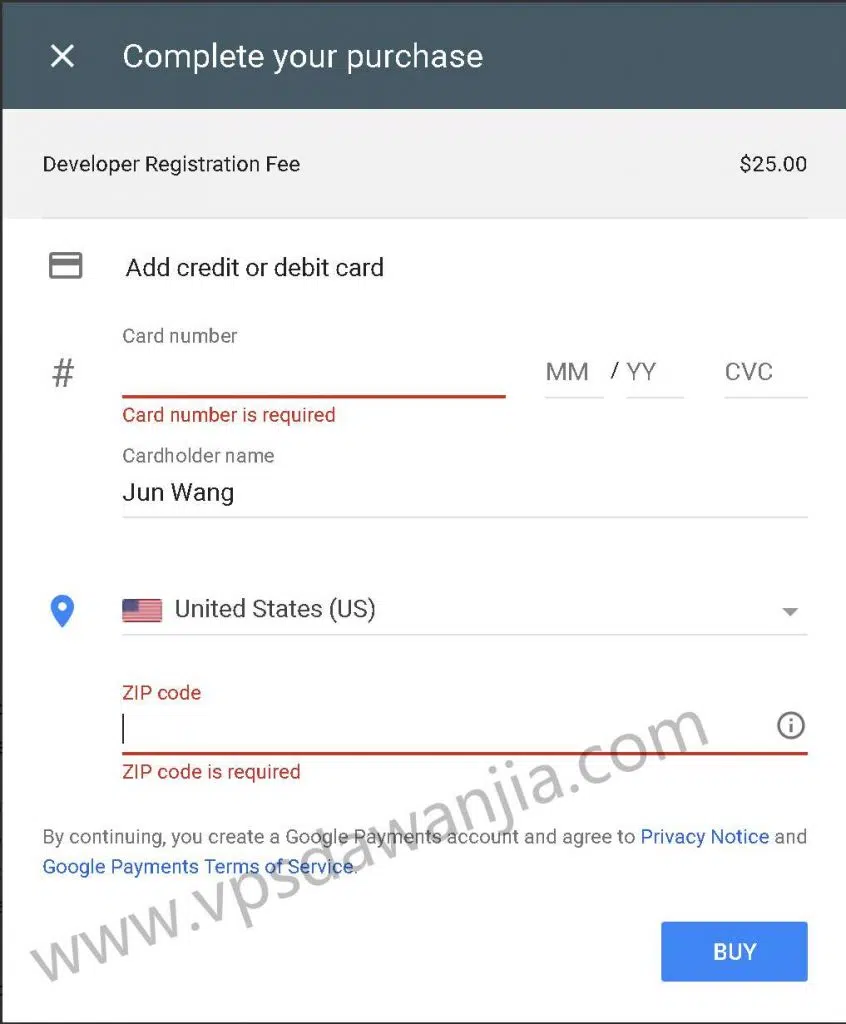 Complete your purchase
Developer Registration Fee $25.00
Add credit or debit card
Card number
# MM / YY CVC
Card number is required
Cardholder name
Jun Wang
United States (US)
ZIP code
ZIP code is required
By continuing, you create a Google Payments account and agree to Privacy Notice and
Google Payments Terms of Service.
www.vpsdawanjia.com
BUY